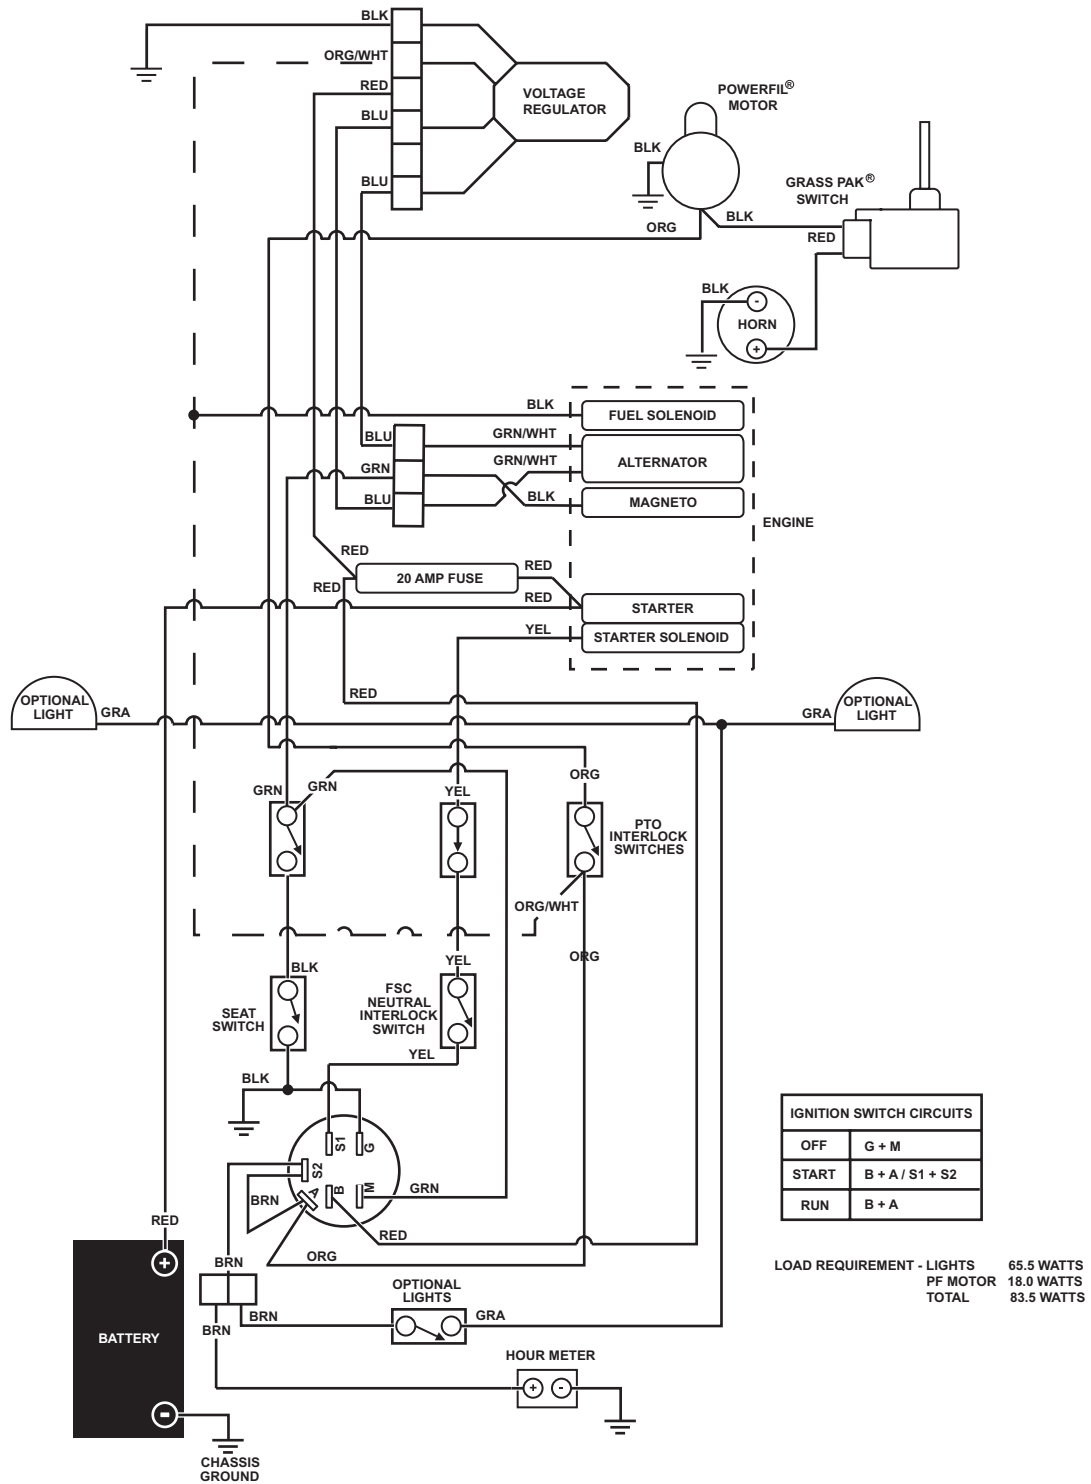 BLK
ORG/WHT
RED
BLU
BLU
VOLTAGE
REGULATOR
POWERFIL®
MOTOR
BLK
GRASS PAK®
SWITCH
ORG
BLK
RED
BLK
-
HORN
+
BLK
FUEL SOLENOID
BLU
GRN/WHT
GRN
GRN/WHT
ALTERNATOR
BLU
BLK
MAGNETO
ENGINE
RED
RED
20 AMP FUSE
RED
RED
STARTER
YEL
STARTER SOLENOID
OPTIONAL
LIGHT
GRA
RED
GRA
OPTIONAL
LIGHT
GRN
GRN
YEL
ORG
PTO
INTERLOCK
SWITCHES
ORG/WHT
ORG
BLK
YEL
SEAT
SWITCH
FSC
NEUTRAL
INTERLOCK
SWITCH
YEL
BLK
S1
G
S2
A
B
M
BRN
GRN
RED
ORG
IGNITION SWITCH CIRCUITS
OFF G + M
START B + A / S1 + S2
RUN B + A
RED
+
BRN
BATTERY
BRN
BRN
OPTIONAL
LIGHTS
GRA
LOAD REQUIREMENT - LIGHTS 65.5 WATTS
PF MOTOR 18.0 WATTS
TOTAL 83.5 WATTS
HOUR METER
+ -
-
CHASSIS
GROUND